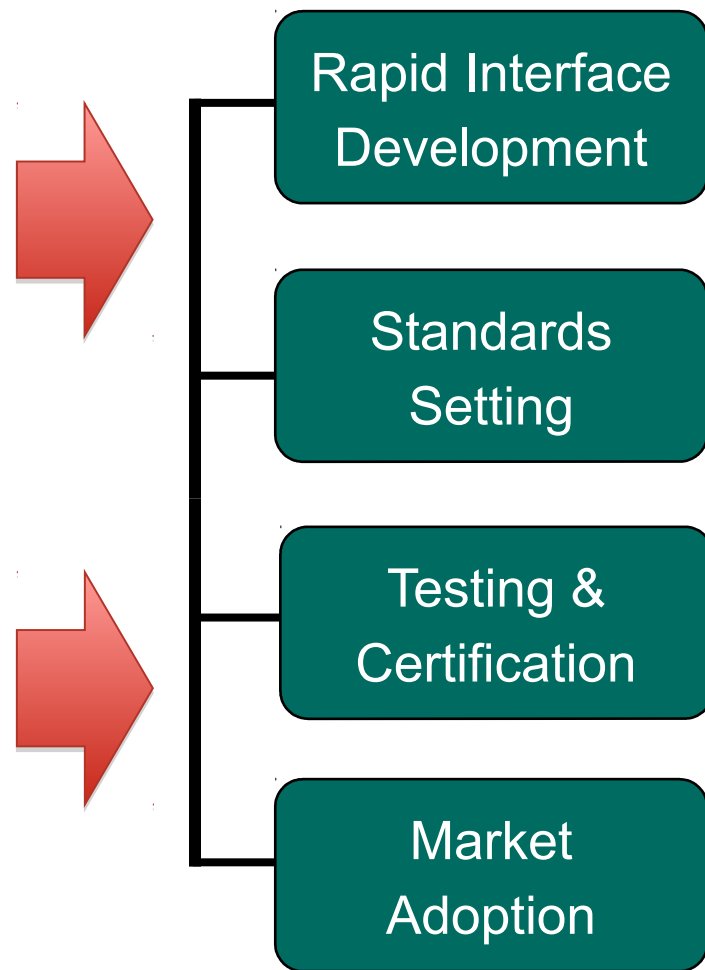 Rapid Interface
Development
Standards
Setting
Testing &
Certification
Market
Adoption